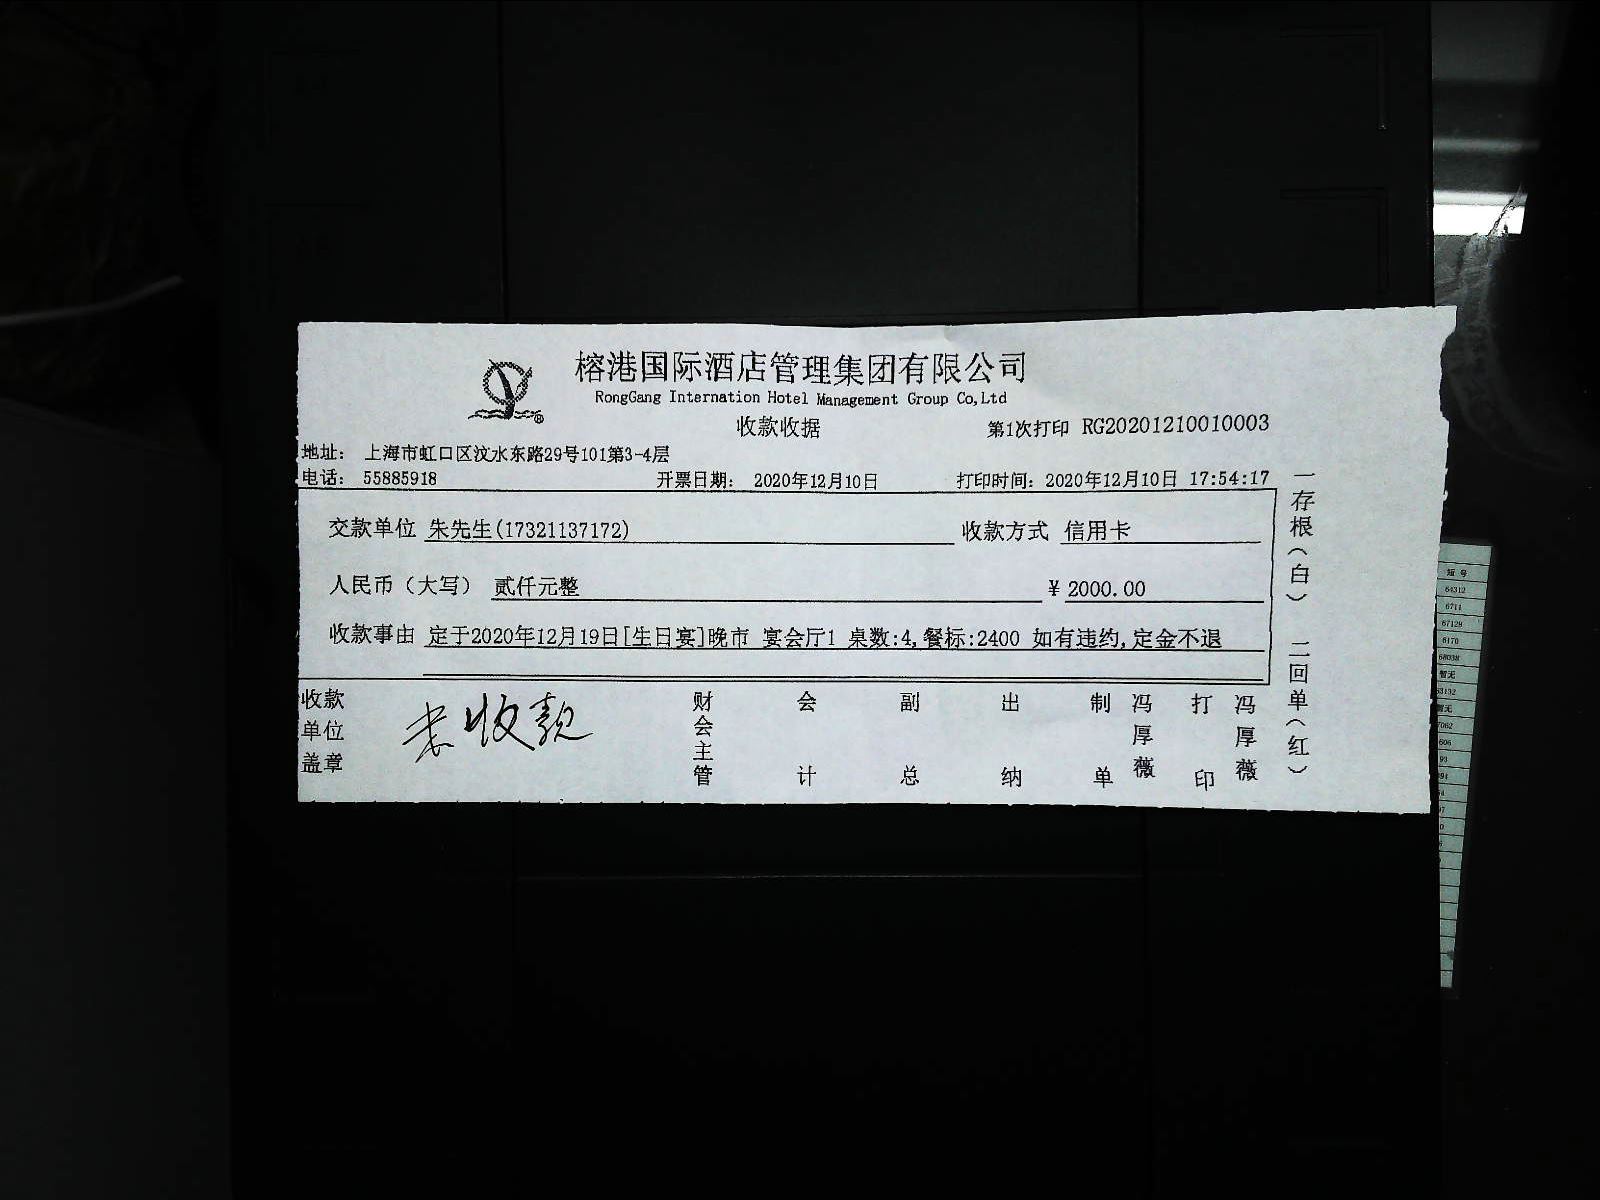 榕港国际酒店管理集团有限公司
RongGang Internation Hotel Management Group Co,Ltd
收款收据
第1次打印 RG20201210010003
地址: 上海市虹口区汶水东路29号101第3-4层
电话: 55885918 开票日期: 2020年12月10日 打印时间: 2020年12月10日 17:54:17
交款单位 朱先生(17321137172) 收款方式 信用卡
人民币(大写) 贰仟元整 ¥ 2000.00
收款事由 定于2020年12月19日[生日宴]晚市 宴会厅1 桌数:4,餐标:2400 如有违约,定金不退
收款单位盖章 收款 财会主管 会计 副总 出纳 制单 冯厚薇 打印 冯厚薇
一存根(白) 二回单(红)
短号
64312
6711
67129
6170
68038
暂无